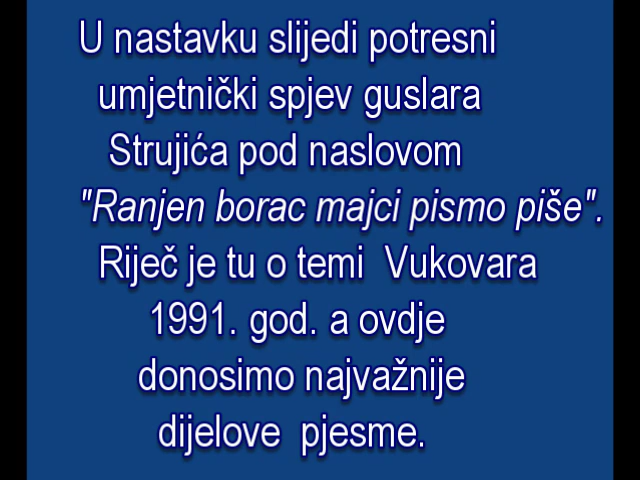 U nastavku slijedi potresni
umjetnički spjev guslara
Strujića pod naslovom
"Ranjen borac majci pismo piše".
Riječ je tu o temi Vukovara
1991. god. a ovdje
donosimo najvažnije
dijelove pjesme.